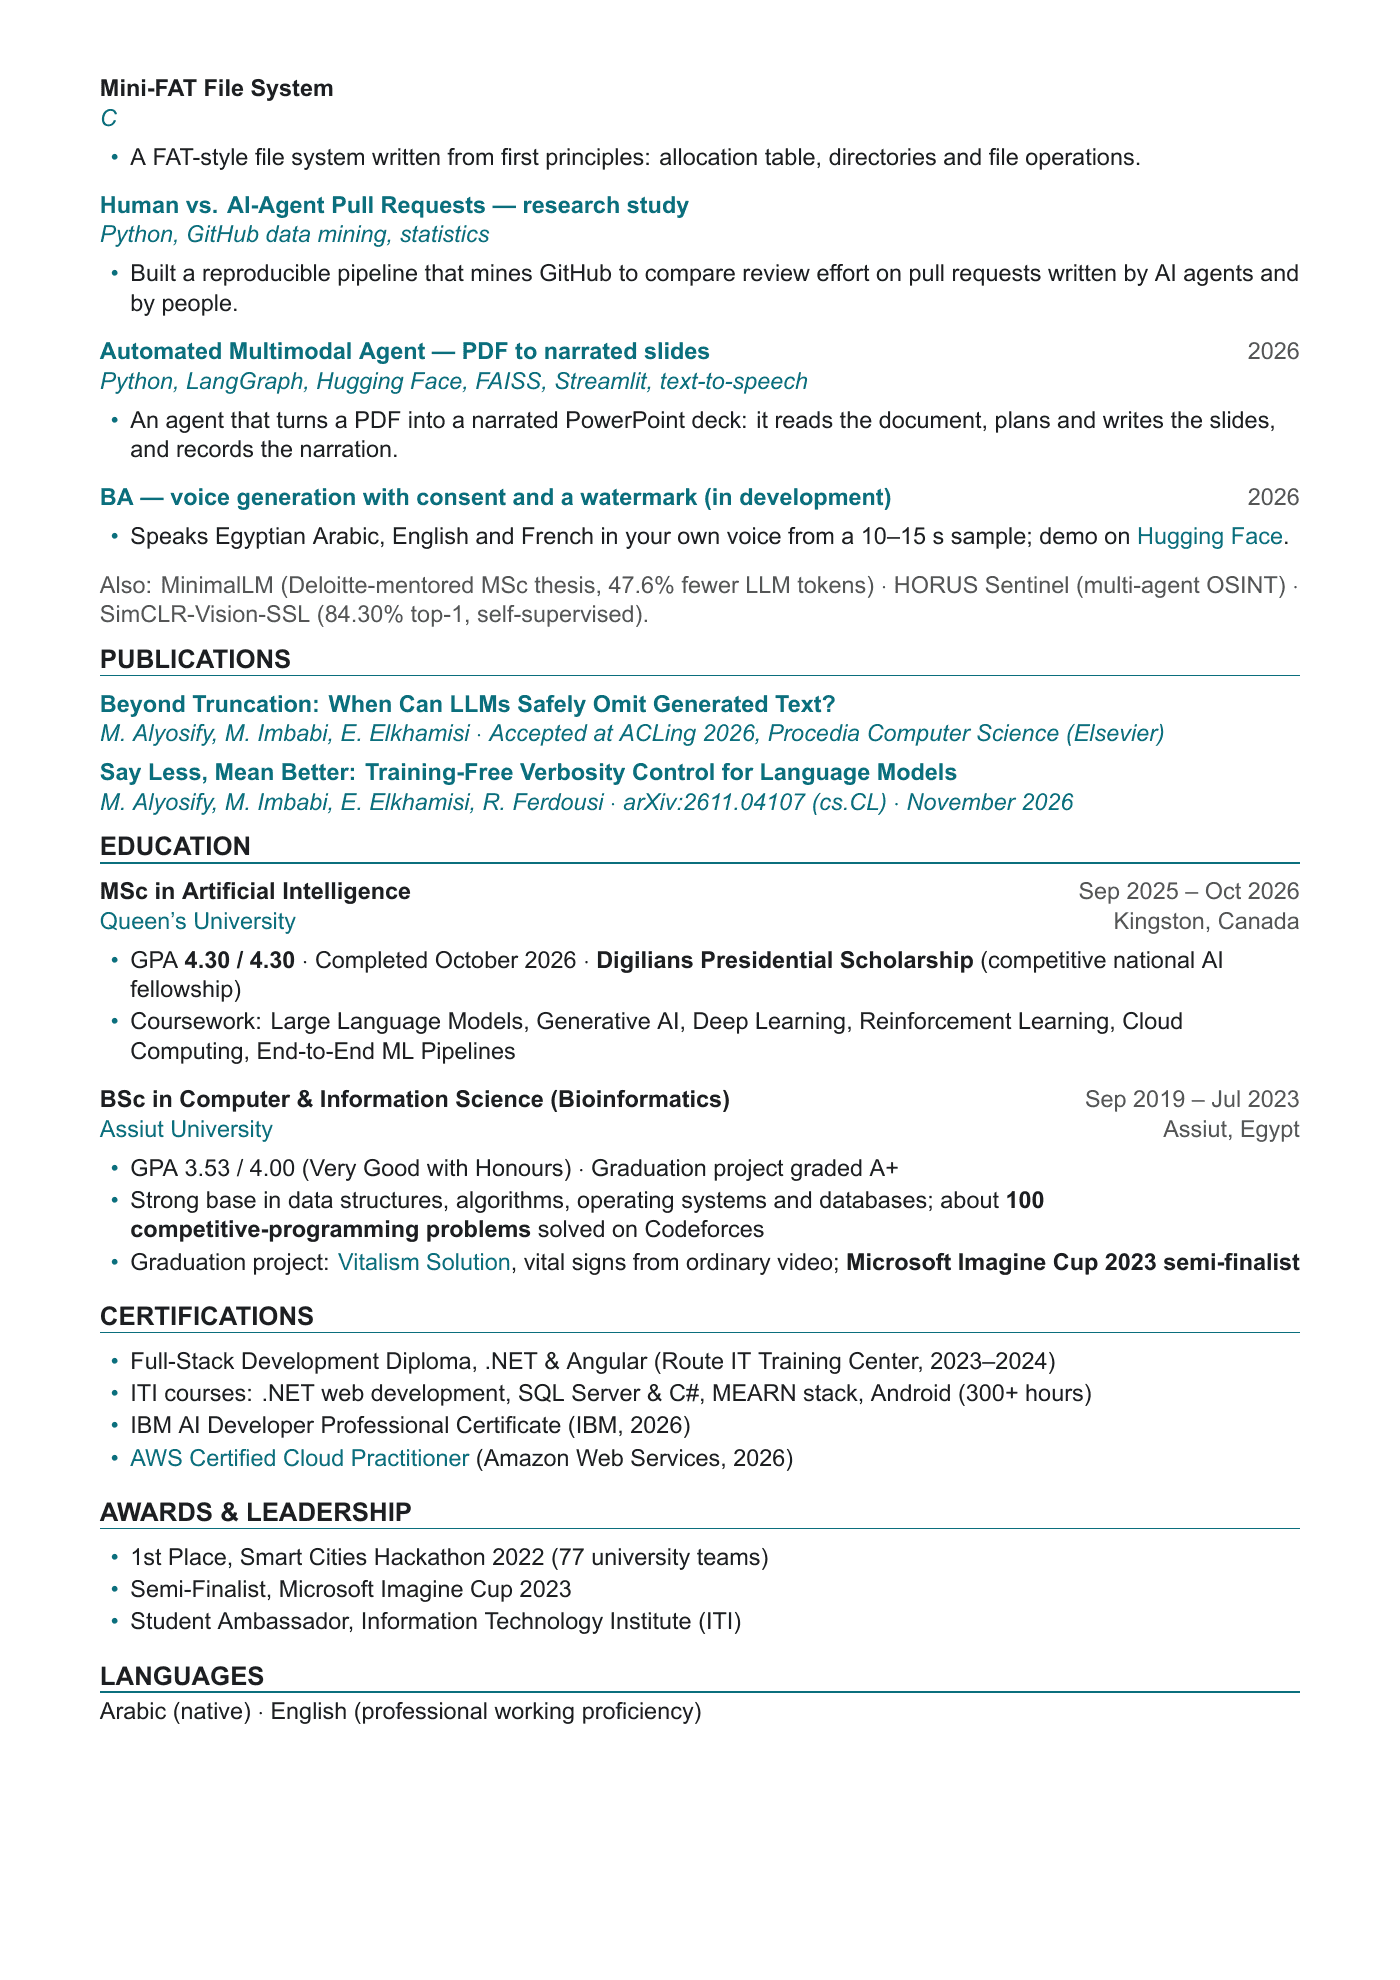 Mini-FAT File System
C
• A FAT-style file system written from first principles: allocation table, directories and file operations.
Human vs. AI-Agent Pull Requests — research study
Python, GitHub data mining, statistics
• Built a reproducible pipeline that mines GitHub to compare review effort on pull requests written by AI agents and
by people.
Automated Multimodal Agent — PDF to narrated slides 2026
Python, LangGraph, Hugging Face, FAISS, Streamlit, text-to-speech
• An agent that turns a PDF into a narrated PowerPoint deck: it reads the document, plans and writes the slides,
and records the narration.
BA — voice generation with consent and a watermark (in development) 2026
• Speaks Egyptian Arabic, English and French in your own voice from a 10–15 s sample; demo on Hugging Face.
Also: MinimalLM (Deloitte-mentored MSc thesis, 47.6% fewer LLM tokens) · HORUS Sentinel (multi-agent OSINT) ·
SimCLR-Vision-SSL (84.30% top-1, self-supervised).
PUBLICATIONS
Beyond Truncation: When Can LLMs Safely Omit Generated Text?
M. Alyosify, M. Imbabi, E. Elkhamisi · Accepted at ACLing 2026, Procedia Computer Science (Elsevier)
Say Less, Mean Better: Training-Free Verbosity Control for Language Models
M. Alyosify, M. Imbabi, E. Elkhamisi, R. Ferdousi · arXiv:2611.04107 (cs.CL) · November 2026
EDUCATION
MSc in Artificial Intelligence Sep 2025 – Oct 2026
Queen’s University Kingston, Canada
• GPA 4.30 / 4.30 · Completed October 2026 · Digilians Presidential Scholarship (competitive national AI
fellowship)
• Coursework: Large Language Models, Generative AI, Deep Learning, Reinforcement Learning, Cloud
Computing, End-to-End ML Pipelines
BSc in Computer & Information Science (Bioinformatics) Sep 2019 – Jul 2023
Assiut University Assiut, Egypt
• GPA 3.53 / 4.00 (Very Good with Honours) · Graduation project graded A+
• Strong base in data structures, algorithms, operating systems and databases; about 100
competitive-programming problems solved on Codeforces
• Graduation project: Vitalism Solution, vital signs from ordinary video; Microsoft Imagine Cup 2023 semi-finalist
CERTIFICATIONS
• Full-Stack Development Diploma, .NET & Angular (Route IT Training Center, 2023–2024)
• ITI courses: .NET web development, SQL Server & C#, MEARN stack, Android (300+ hours)
• IBM AI Developer Professional Certificate (IBM, 2026)
• AWS Certified Cloud Practitioner (Amazon Web Services, 2026)
AWARDS & LEADERSHIP
• 1st Place, Smart Cities Hackathon 2022 (77 university teams)
• Semi-Finalist, Microsoft Imagine Cup 2023
• Student Ambassador, Information Technology Institute (ITI)
LANGUAGES
Arabic (native) · English (professional working proficiency)